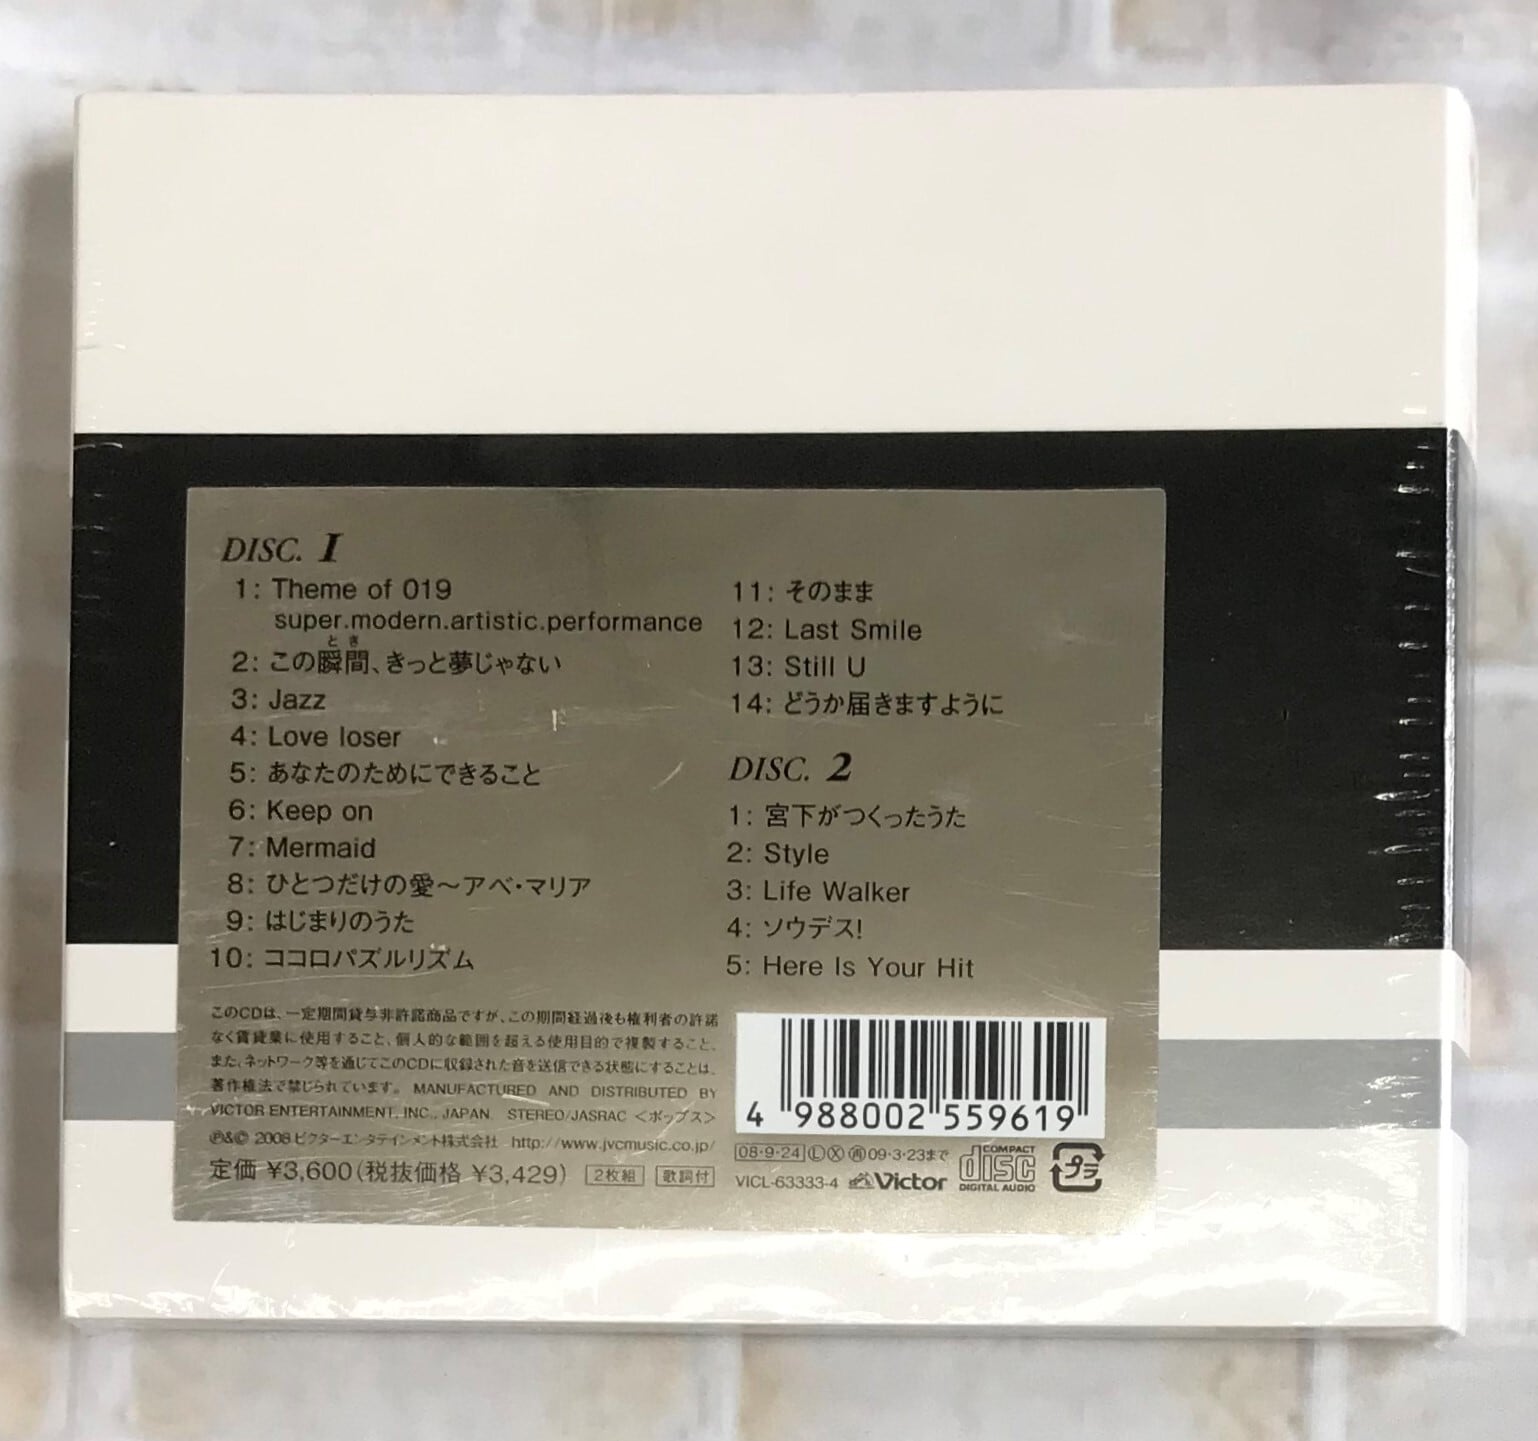 DISC. 1
1: Theme of 019
super.modern.artistic.performance
とき
2: この瞬間、きっと夢じゃない
3: Jazz
4: Love loser
5: あなたのためにできること
6: Keep on
7: Mermaid
8: ひとつだけの愛〜アベ・マリア
9: はじまりのうた
10: ココロパズルリズム
11: そのまま
12: Last Smile
13: Still U
14: どうか届きますように
DISC. 2
1: 宮下がつくったうた
2: Style
3: Life Walker
4: ソウデス!
5: Here Is Your Hit
このCDは、一定期間貸与非許諾商品ですが、この期間経過後も権利者の許諾
なく賃貸業に使用すること、個人的な範囲を超える使用目的で複製すること、
また、ネットワーク等を通じてこのCDに収録された音を送信できる状態にすることは、
著作権法で禁じられています。 MANUFACTURED AND DISTRIBUTED BY
VICTOR ENTERTAINMENT, INC., JAPAN. STEREO/JASRAC <ポップス>
℗&© 2008 ビクターエンタテインメント株式会社 http://www.jvcmusic.co.jp/
定価 ¥3,600(税抜価格 ¥3,429) 2枚組 歌詞付
4 988002 559619
08・9・24 Ⓛ Ⓧ ㊢09・3・23まで
VICL-63333-4 Victor COMPACT disc DIGITAL AUDIO プラ